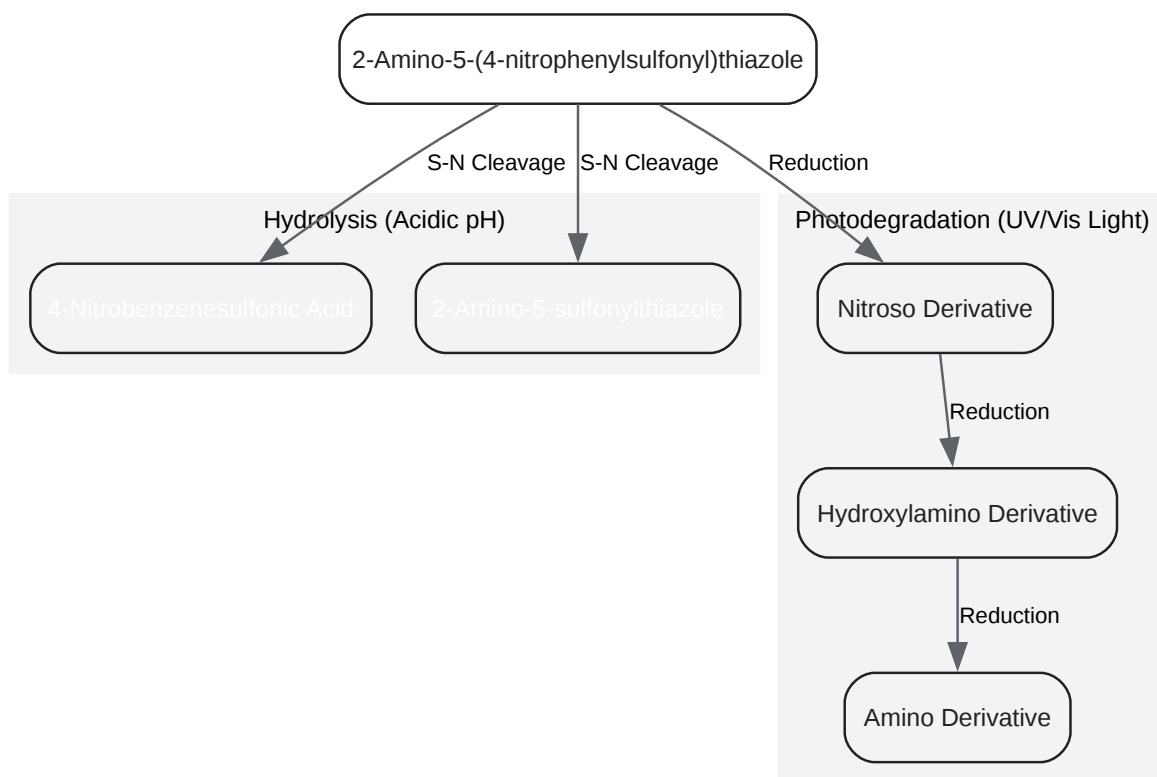 2-Amino-5-(4-nitrophenylsulfonyl)thiazole
S-N Cleavage
S-N Cleavage
Reduction
Hydrolysis (Acidic pH)
Photodegradation (UV/Vis Light)
4-Nitrobenzenesulfonic Acid
2-Amino-5-sulfonylthiazole
Nitroso Derivative
Reduction
Hydroxylamino Derivative
Reduction
Amino Derivative